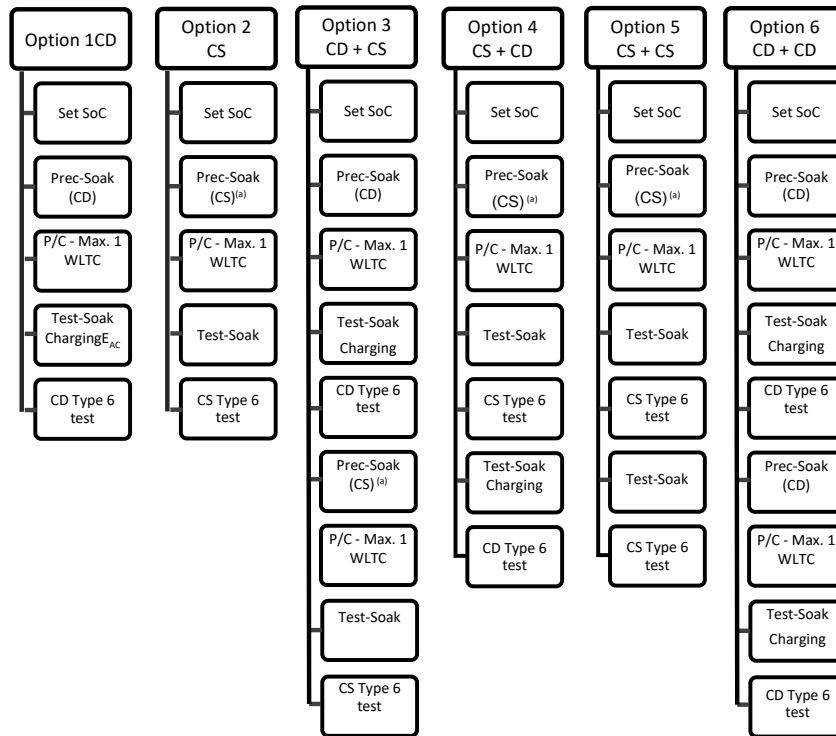 Option 1CD
Set SoC
Prec-Soak
(CD)
P/C - Max. 1
WLTC
Test-Soak
ChargingE_AC
CD Type 6
test
Option 2
CS
Set SoC
Prec-Soak
(CS)(a)
P/C - Max. 1
WLTC
Test-Soak
CS Type 6
test
Option 3
CD + CS
Set SoC
Prec-Soak
(CD)
P/C - Max. 1
WLTC
Test-Soak
Charging
CD Type 6
test
Prec-Soak
(CS)(a)
P/C - Max. 1
WLTC
Test-Soak
CS Type 6
test
Option 4
CS + CD
Set SoC
Prec-Soak
(CS)(a)
P/C - Max. 1
WLTC
Test-Soak
CS Type 6
test
Test-Soak
Charging
CD Type 6
test
Option 5
CS + CS
Set SoC
Prec-Soak
(CS)(a)
P/C - Max. 1
WLTC
Test-Soak
CS Type 6
test
Test-Soak
CS Type 6
test
Option 6
CD + CD
Set SoC
Prec-Soak
(CD)
P/C - Max. 1
WLTC
Test-Soak
Charging
CD Type 6
test
Prec-Soak
(CD)
P/C - Max. 1
WLTC
Test-Soak
Charging
CD Type 6
test